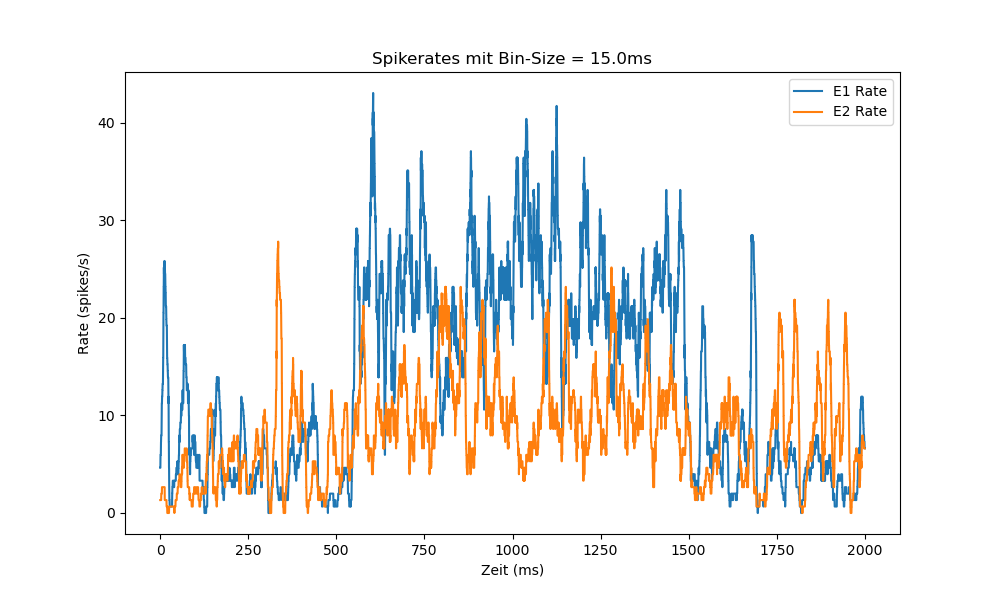 Spikerates mit Bin-Size = 15.0ms
E1 Rate
E2 Rate
40
30
20
10
0
Rate (spikes/s)
0 250 500 750 1000 1250 1500 1750 2000
Zeit (ms)